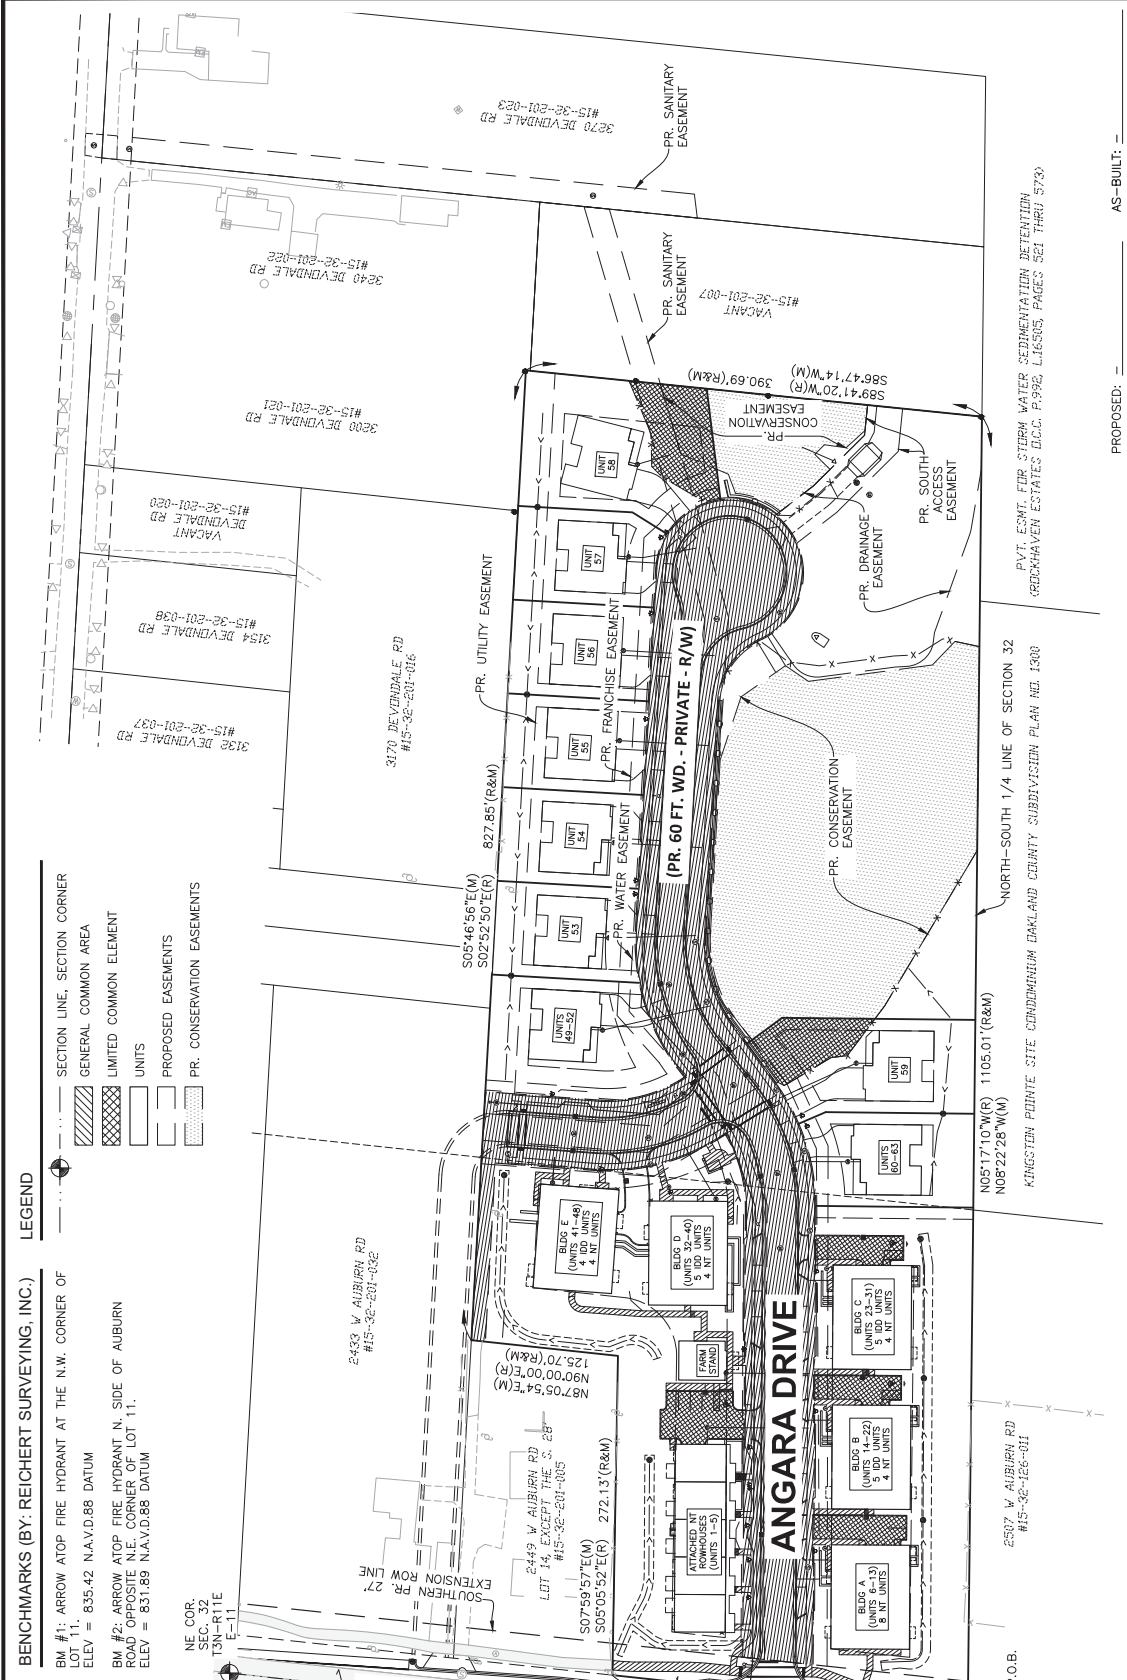 BENCHMARKS (BY: REICHERT SURVEYING, INC.)
BM #1: ARROW ATOP FIRE HYDRANT AT THE N.W. CORNER OF
LOT 11.
ELEV = 835.42 N.A.V.D.88 DATUM
BM #2: ARROW ATOP FIRE HYDRANT N. SIDE OF AUBURN
ROAD OPPOSITE N.E. CORNER OF LOT 11.
ELEV = 831.89 N.A.V.D.88 DATUM
LEGEND
SECTION LINE, SECTION CORNER
GENERAL COMMON AREA
LIMITED COMMON ELEMENT
UNITS
PROPOSED EASEMENTS
PR. CONSERVATION EASEMENTS
NE COR.
SEC. 32
T3N-R11E
E-11
SOUTHERN PR. 27'
EXTENSION ROW LINE
2433 W AUBURN RD
#15-32-201-032
2449 W AUBURN RD
LOT 14, EXCEPT THE S. 28'
#15-32-201-005
N87°05'54"E(M)
N90°00'00"E(R)
125.70'(R&M)
S07°59'57"E(M)
S05°05'52"E(R)
272.13'(R&M)
3132 DEVONDALE RD
#15-32-201-037
3154 DEVONDALE RD
#15-32-201-038
VACANT
DEVONDALE RD
#15-32-201-020
3200 DEVONDALE RD
#15-32-201-021
3240 DEVONDALE RD
#15-32-201-022
3270 DEVONDALE RD
#15-32-201-023
3170 DEVONDALE RD
#15-32-201-016
VACANT
#15-32-201-007
S05°46'56"E(M)
S02°52'50"E(R)
827.85'(R&M)
PR. UTILITY EASEMENT
PR. FRANCHISE EASEMENT
PR. WATER EASEMENT
PR. SANITARY
EASEMENT
PR. SANITARY
EASEMENT
S89°41'20"W(R)
S86°47'14"W(M)
390.69'(R&M)
PR.
CONSERVATION
EASEMENT
PR. SOUTH
ACCESS
EASEMENT
PR. DRAINAGE
EASEMENT
PR. CONSERVATION
EASEMENT
UNITS
49-52
UNIT
53
UNIT
54
UNIT
55
UNIT
56
UNIT
57
UNIT
58
UNIT
59
UNITS
60-63
BLDG E
(UNITS 41-48)
4 IDD UNITS
4 NT UNITS
BLDG D
(UNITS 32-40)
5 IDD UNITS
4 NT UNITS
FARM
STAND
ATTACHED NT
ROWHOUSES
(UNITS 1-5)
ANGARA DRIVE
(PR. 60 FT. WD. - PRIVATE - R/W)
BLDG A
(UNITS 6-13)
8 NT UNITS
BLDG B
(UNITS 14-22)
5 IDD UNITS
4 NT UNITS
BLDG C
(UNITS 23-31)
5 IDD UNITS
4 NT UNITS
N05°17'10"W(R)
N08°22'28"W(M)
1105.01'(R&M)
NORTH-SOUTH 1/4 LINE OF SECTION 32
KINGSTON POINTE SITE CONDOMINIUM OAKLAND COUNTY SUBDIVISION PLAN NO. 1300
PVT. ESMT. FOR STORM WATER SEDIMENTATION DETENTION
(ROCKHAVEN ESTATES O.C.C. P.992, L.16505, PAGES 521 THRU 573)
2507 W AUBURN RD
#15-32-126-011
O.B.
PROPOSED: -
AS-BUILT: -